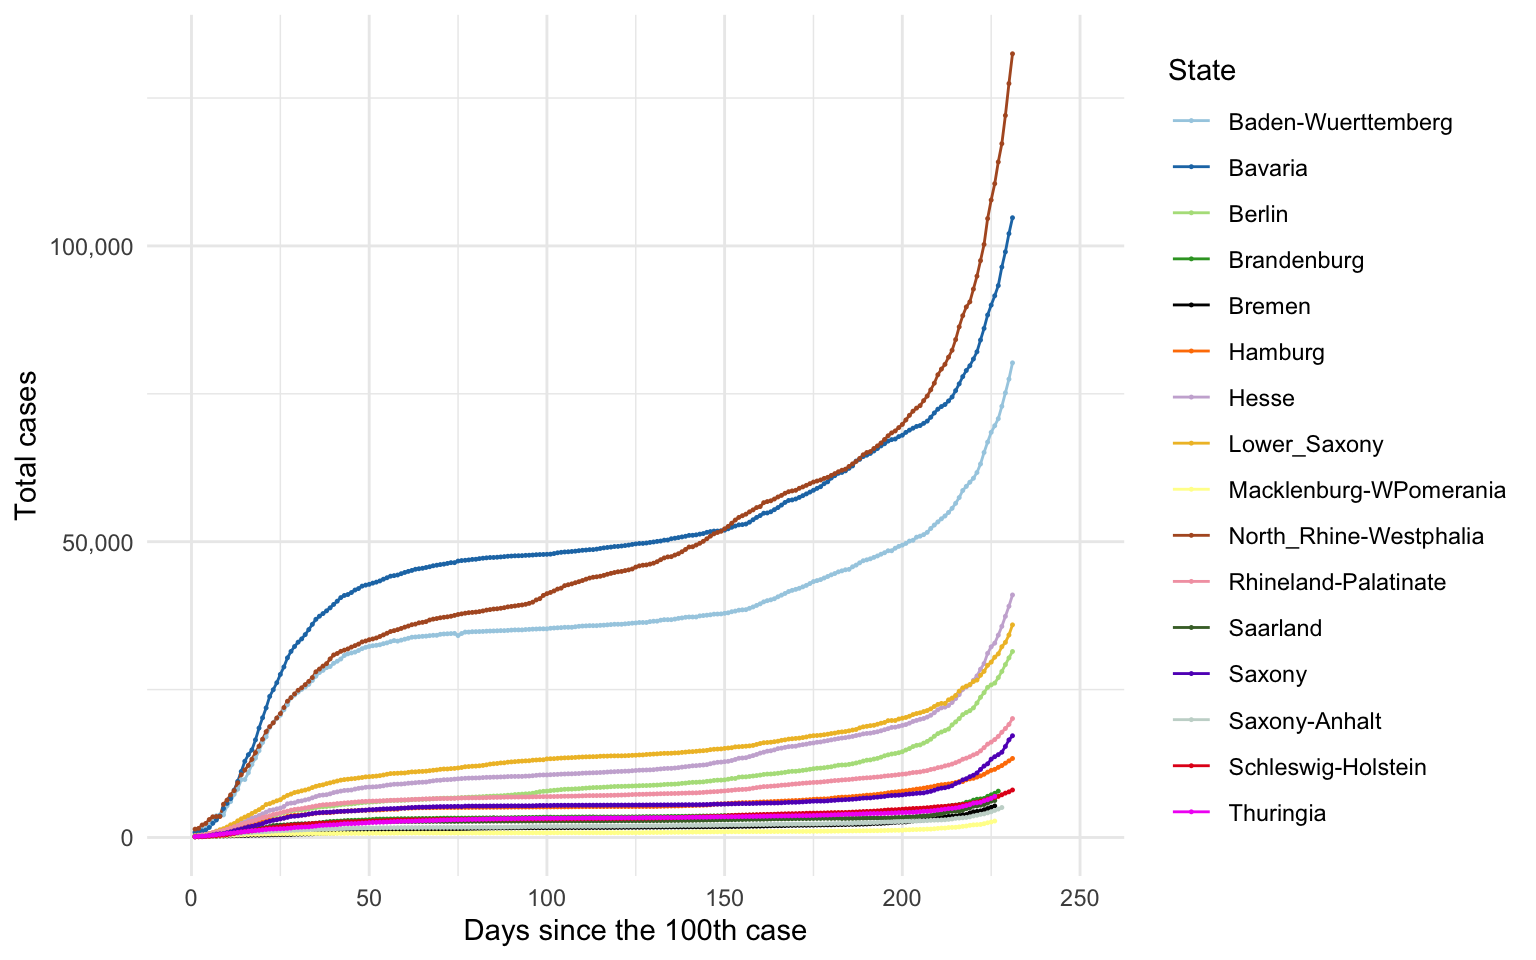 State
Baden-Wuerttemberg
Bavaria
Berlin
Brandenburg
Bremen
Hamburg
Hesse
Lower_Saxony
Macklenburg-WPomerania
North_Rhine-Westphalia
Rhineland-Palatinate
Saarland
Saxony
Saxony-Anhalt
Schleswig-Holstein
Thuringia
Total cases
100,000
50,000
0
0 50 100 150 200 250
Days since the 100th case